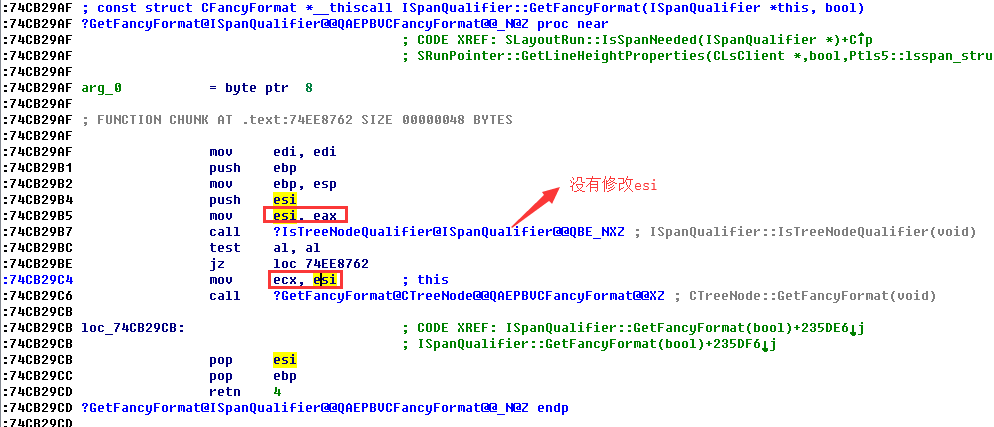 :74CB29AF ; const struct CFancyFormat *__thiscall ISpanQualifier::GetFancyFormat(ISpanQualifier *this, bool)
:74CB29AF ?GetFancyFormat@ISpanQualifier@@QAEPBVCFancyFormat@@_N@Z proc near
:74CB29AF ; CODE XREF: SLayoutRun::IsSpanNeeded(ISpanQualifier *)+C↑p
:74CB29AF ; SRunPointer::GetLineHeightProperties(CLsClient *,bool,Ptls5::lsspan_stru
:74CB29AF
:74CB29AF arg_0 = byte ptr 8
:74CB29AF
:74CB29AF ; FUNCTION CHUNK AT .text:74EE8762 SIZE 00000048 BYTES
:74CB29AF
:74CB29AF mov edi, edi
:74CB29B1 push ebp
:74CB29B2 mov ebp, esp
:74CB29B4 push esi
:74CB29B5 mov esi, eax
:74CB29B7 call ?IsTreeNodeQualifier@ISpanQualifier@@QBE_NXZ ; ISpanQualifier::IsTreeNodeQualifier(void)
:74CB29BC test al, al
:74CB29BE jz loc_74EE8762
:74CB29C4 mov ecx, esi ; this
:74CB29C6 call ?GetFancyFormat@CTreeNode@@QAEPBVCFancyFormat@@XZ ; CTreeNode::GetFancyFormat(void)
:74CB29CB
:74CB29CB loc_74CB29CB: ; CODE XREF: ISpanQualifier::GetFancyFormat(bool)+235DE6↓j
:74CB29CB ; ISpanQualifier::GetFancyFormat(bool)+235DF6↓j
:74CB29CB pop esi
:74CB29CC pop ebp
:74CB29CD retn 4
:74CB29CD ?GetFancyFormat@ISpanQualifier@@QAEPBVCFancyFormat@@_N@Z endp
:74CB29CD
没有修改esi